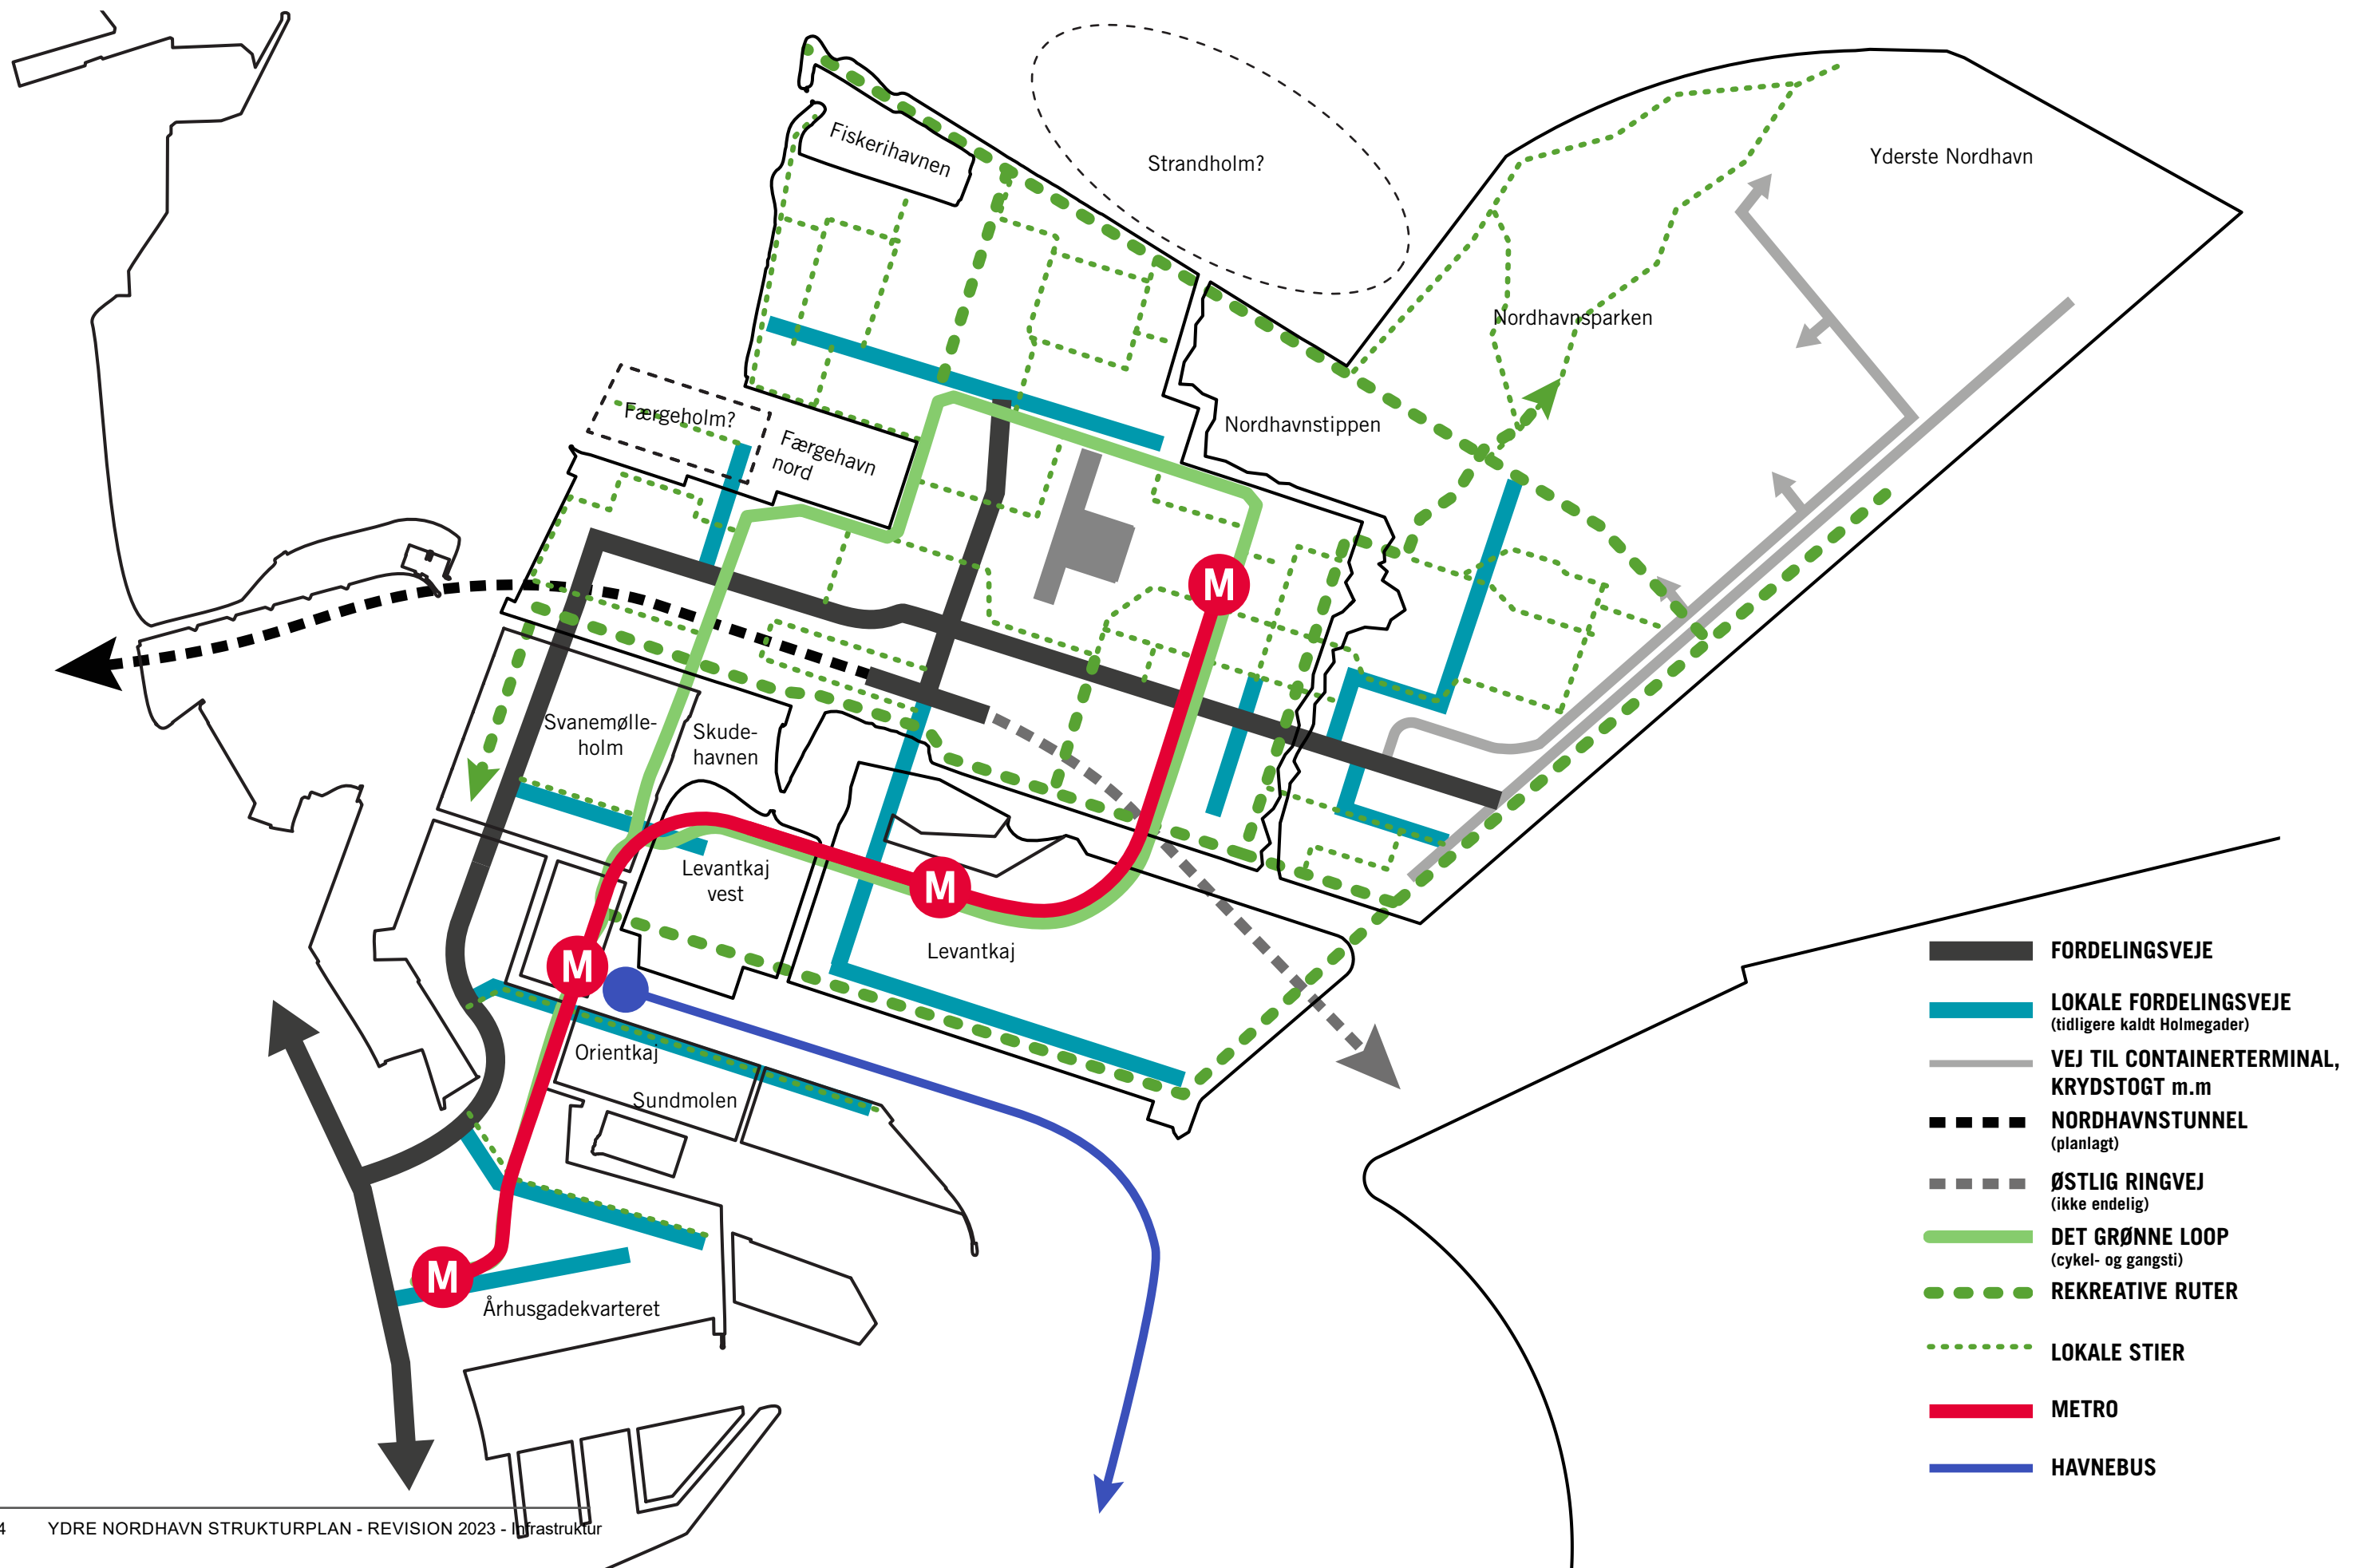 Fiskerihavnen
Strandholm?
Yderste Nordhavn
Nordhavnsparken
Færgeholm?
Færgehavn
nord
Nordhavnstippen
M
Svanemølle-
holm
Skude-
havnen
Levantkaj
vest
M
Levantkaj
M
Orientkaj
Sundmolen
M
Århusgadekvarteret
FORDELINGSVEJE
LOKALE FORDELINGSVEJE
(tidligere kaldt Holmegader)
VEJ TIL CONTAINERTERMINAL,
KRYDSTOGT m.m
NORDHAVNSTUNNEL
(planlagt)
ØSTLIG RINGVEJ
(ikke endelig)
DET GRØNNE LOOP
(cykel- og gangsti)
REKREATIVE RUTER
LOKALE STIER
METRO
HAVNEBUS
4 YDRE NORDHAVN STRUKTURPLAN - REVISION 2023 - Infrastruktur